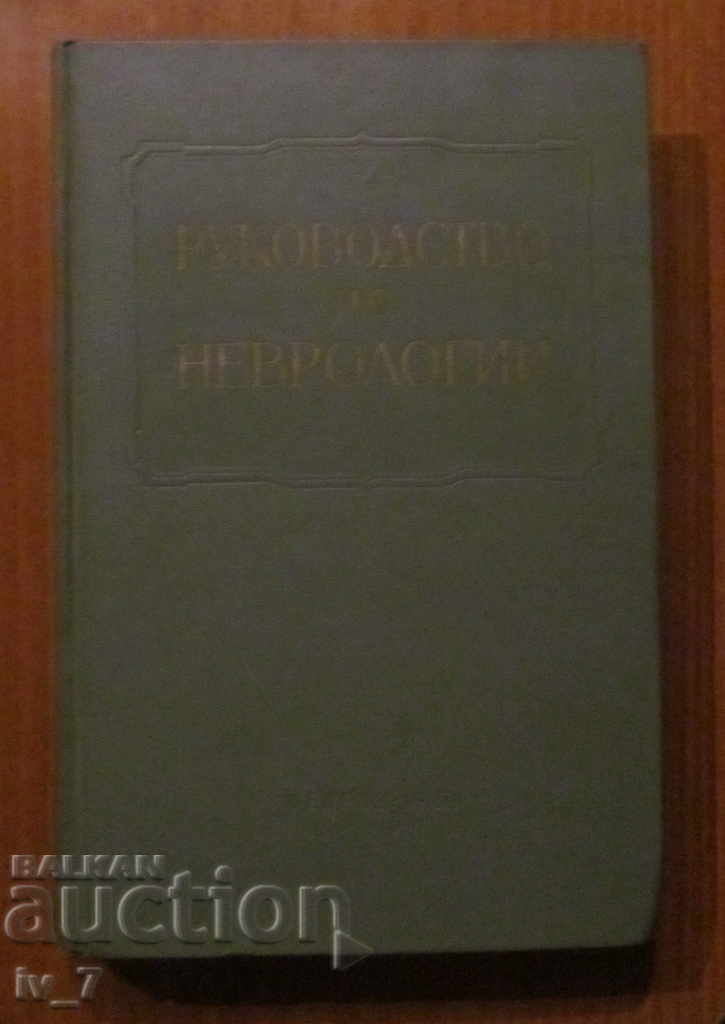 РУКОВОДСТВО
ПО
НЕВРОЛОГИИ
BALKAN
auction
iv_7